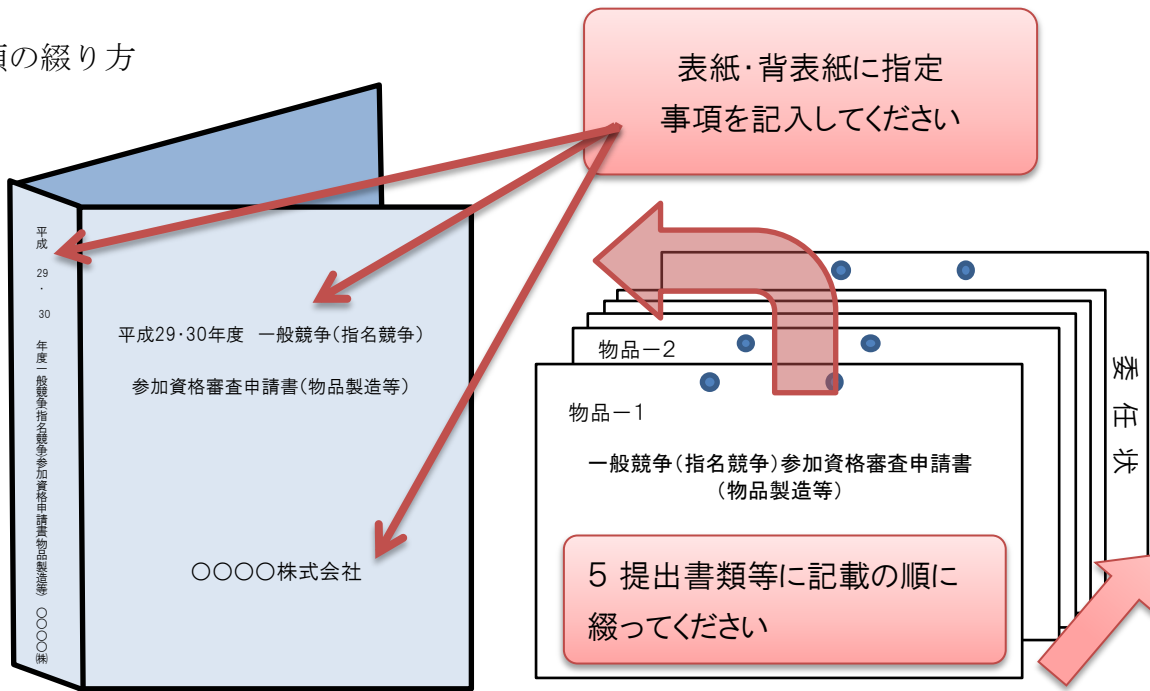 の綴り方
表紙・背表紙に指定
事項を記入してください
平成 29・30 年度一般競争(指名競争参加資格申請書物品製造等) 〇〇〇〇㈱
平成29・30年度 一般競争(指名競争)
参加資格審査申請書(物品製造等)
〇〇〇〇株式会社
物品－2
物品－1
一般競争(指名競争)参加資格審査申請書
(物品製造等)
委任状
5 提出書類等に記載の順に
綴ってください